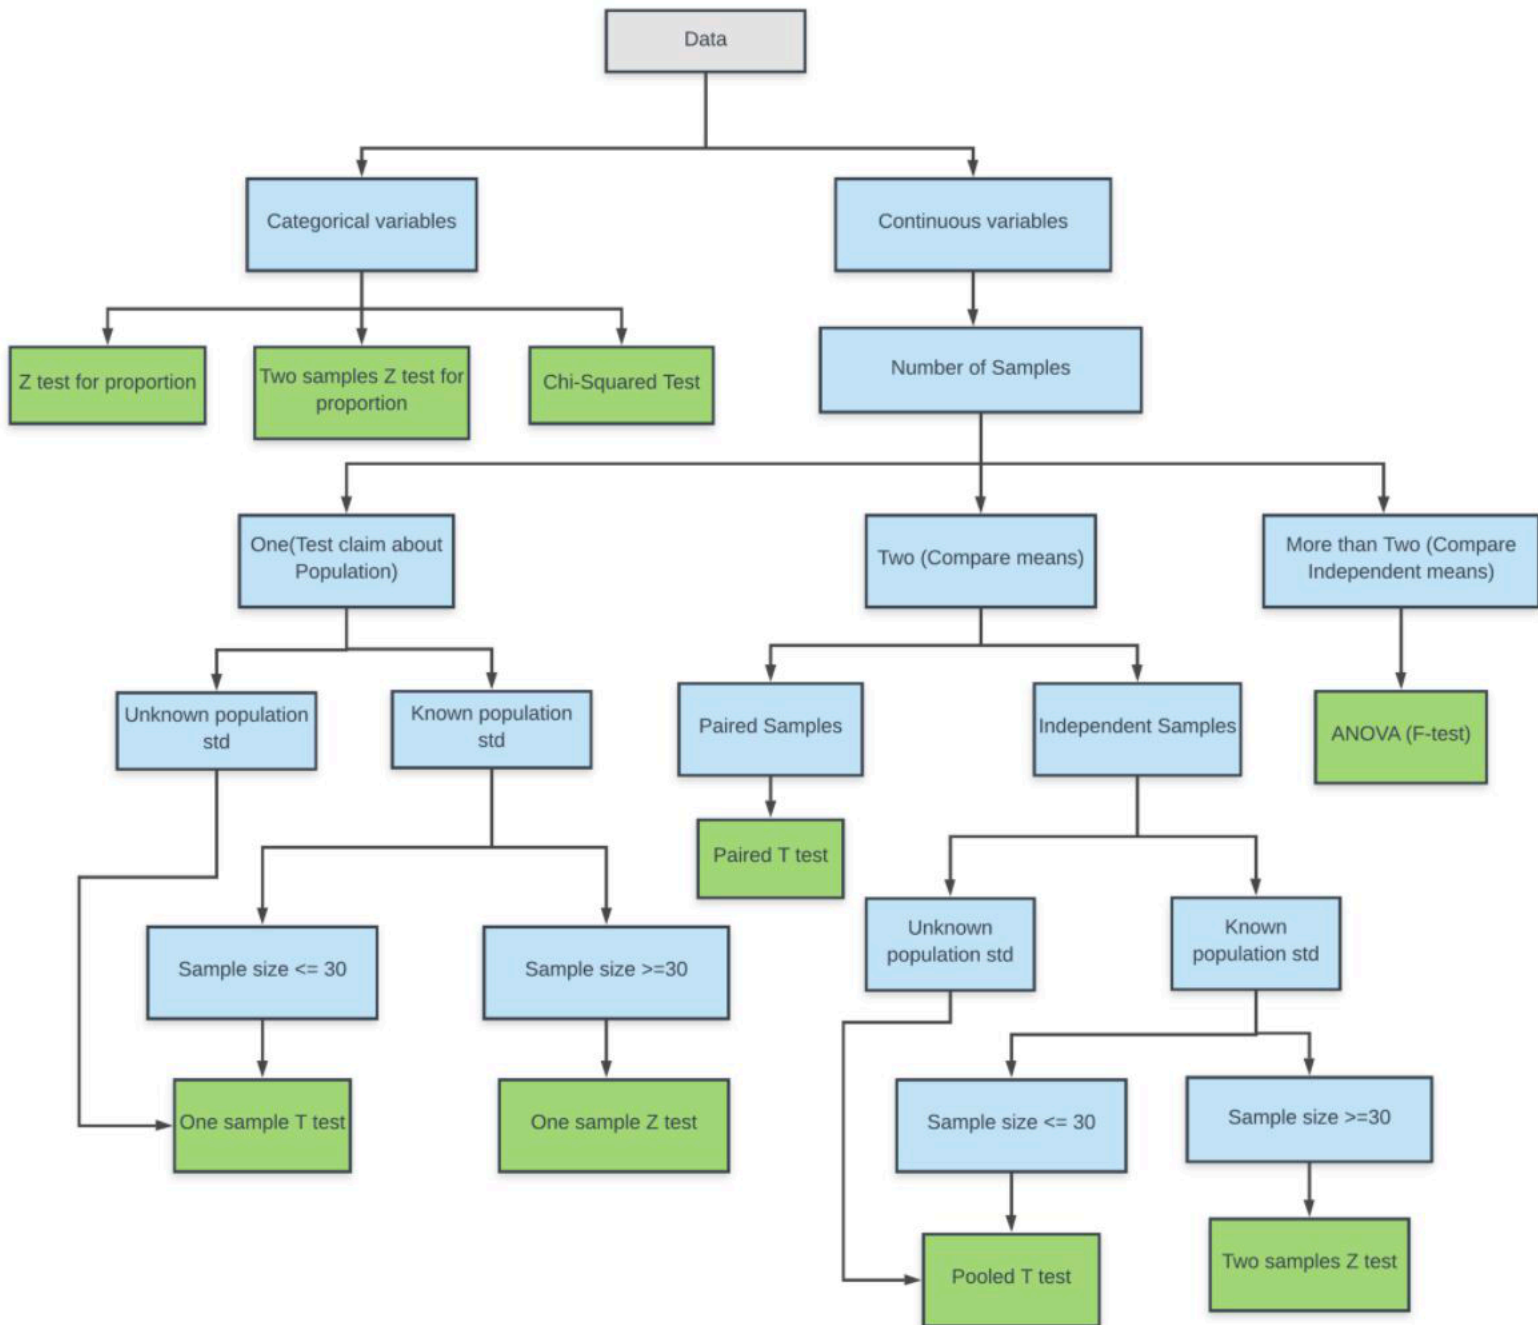 Data
Categorical variables
Continuous variables
Z test for proportion
Two samples Z test for
proportion
Chi-Squared Test
Number of Samples
One(Test claim about
Population)
Two (Compare means)
More than Two (Compare
Independent means)
Unknown population
std
Known population
std
Paired Samples
Independent Samples
ANOVA (F-test)
Paired T test
Sample size <= 30
Sample size >=30
Unknown
population std
Known
population std
One sample T test
One sample Z test
Sample size <= 30
Sample size >=30
Pooled T test
Two samples Z test